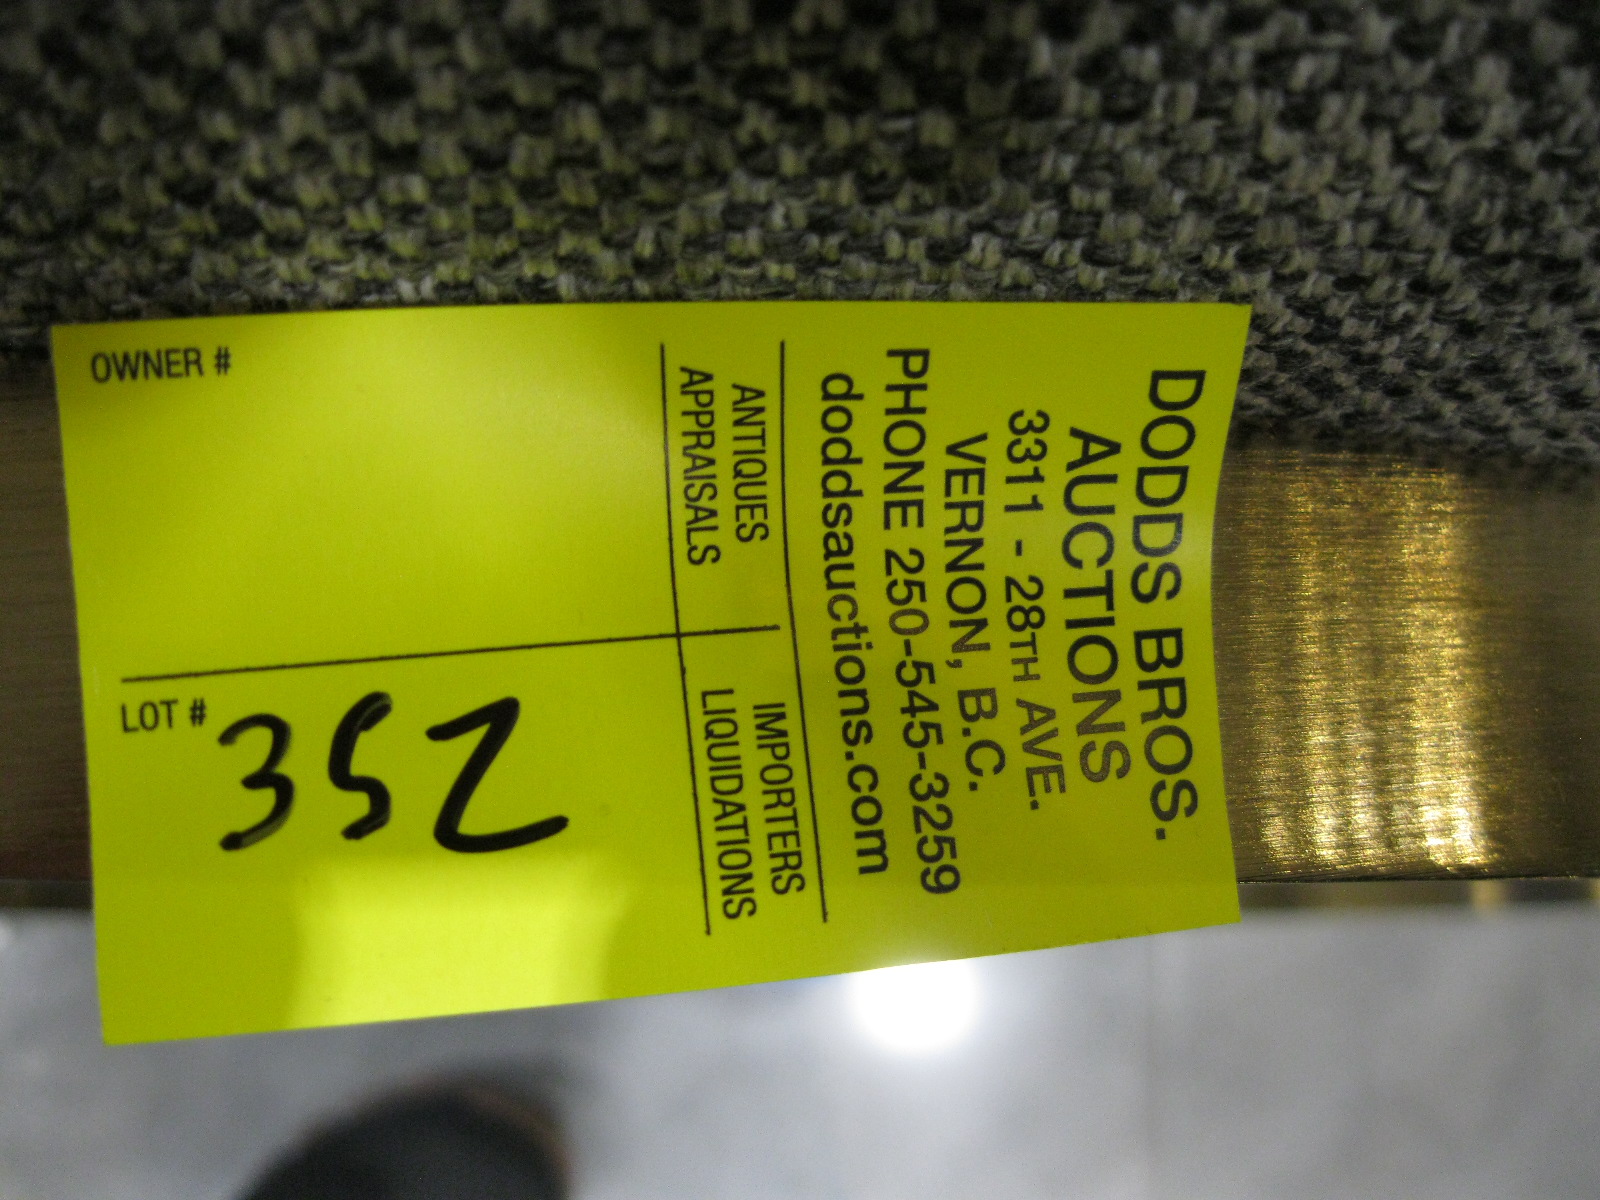 DODDS BROS.
AUCTIONS
3311 - 28TH AVE.
VERNON, B.C.
PHONE 250-545-3259
doddsauctions.com
ANTIQUES
APPRAISALS
IMPORTERS
LIQUIDATIONS
OWNER #
LOT #
352